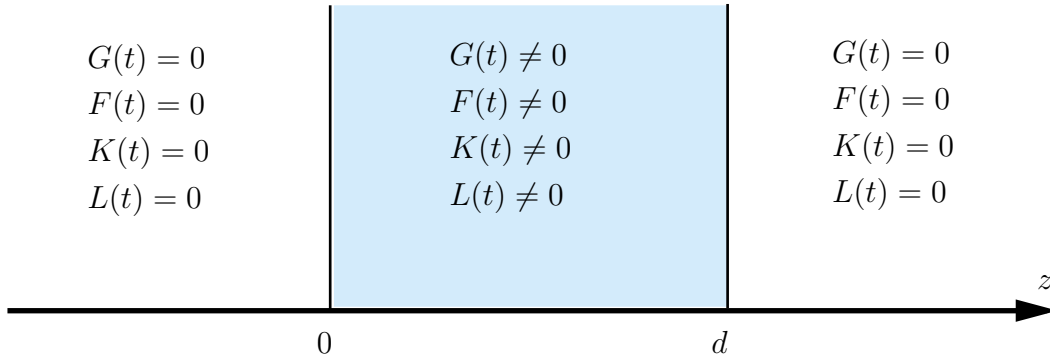 G(t) = 0
F(t) = 0
K(t) = 0
L(t) = 0
G(t) ≠ 0
F(t) ≠ 0
K(t) ≠ 0
L(t) ≠ 0
G(t) = 0
F(t) = 0
K(t) = 0
L(t) = 0
z
0
d